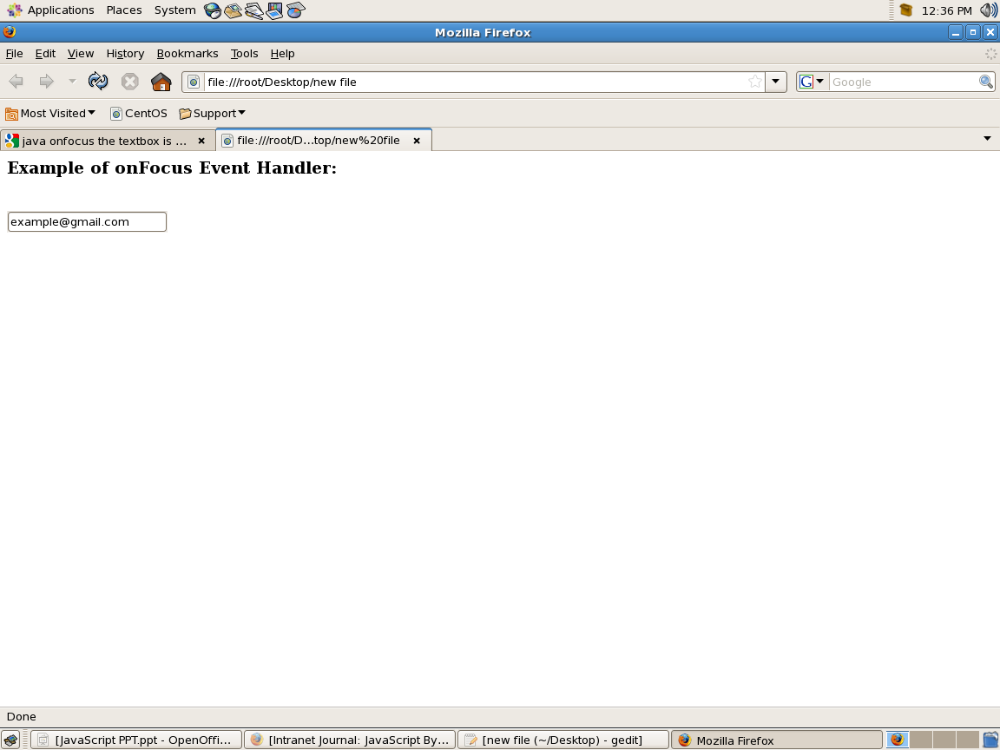 Applications Places System 12:36 PM
Mozilla Firefox
File Edit View History Bookmarks Tools Help
file:///root/Desktop/new file G Google
Most Visited CentOS Support
java onfocus the textbox is ... file:///root/D...top/new%20file
Example of onFocus Event Handler:
example@gmail.com
Done
[JavaScript PPT.ppt - OpenOffi... [Intranet Journal: JavaScript By... [new file (~/Desktop) - gedit] Mozilla Firefox